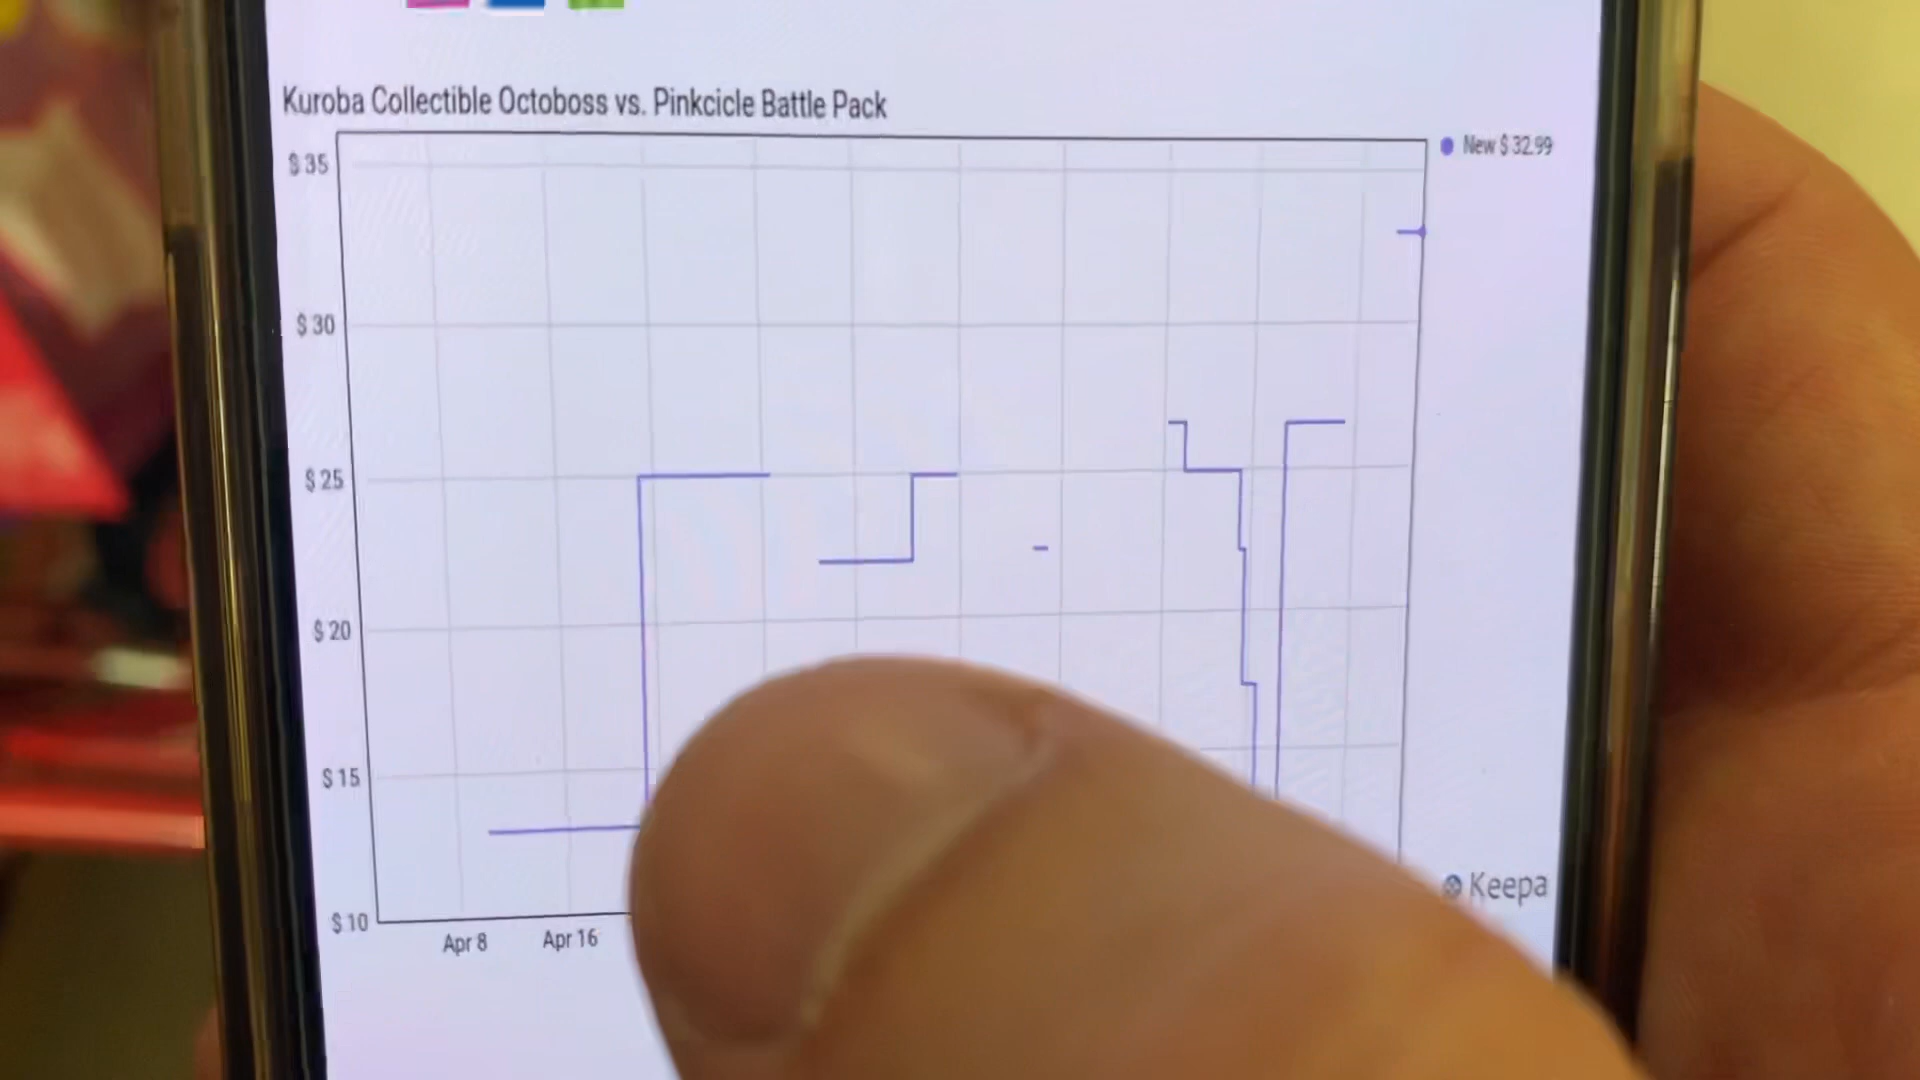 Kuroba Collectible Octoboss vs. Pinkcicle Battle Pack
New $ 32.99
$ 35
$ 30
$ 25
$ 20
$ 15
$ 10
Apr 8
Apr 16
Keepa